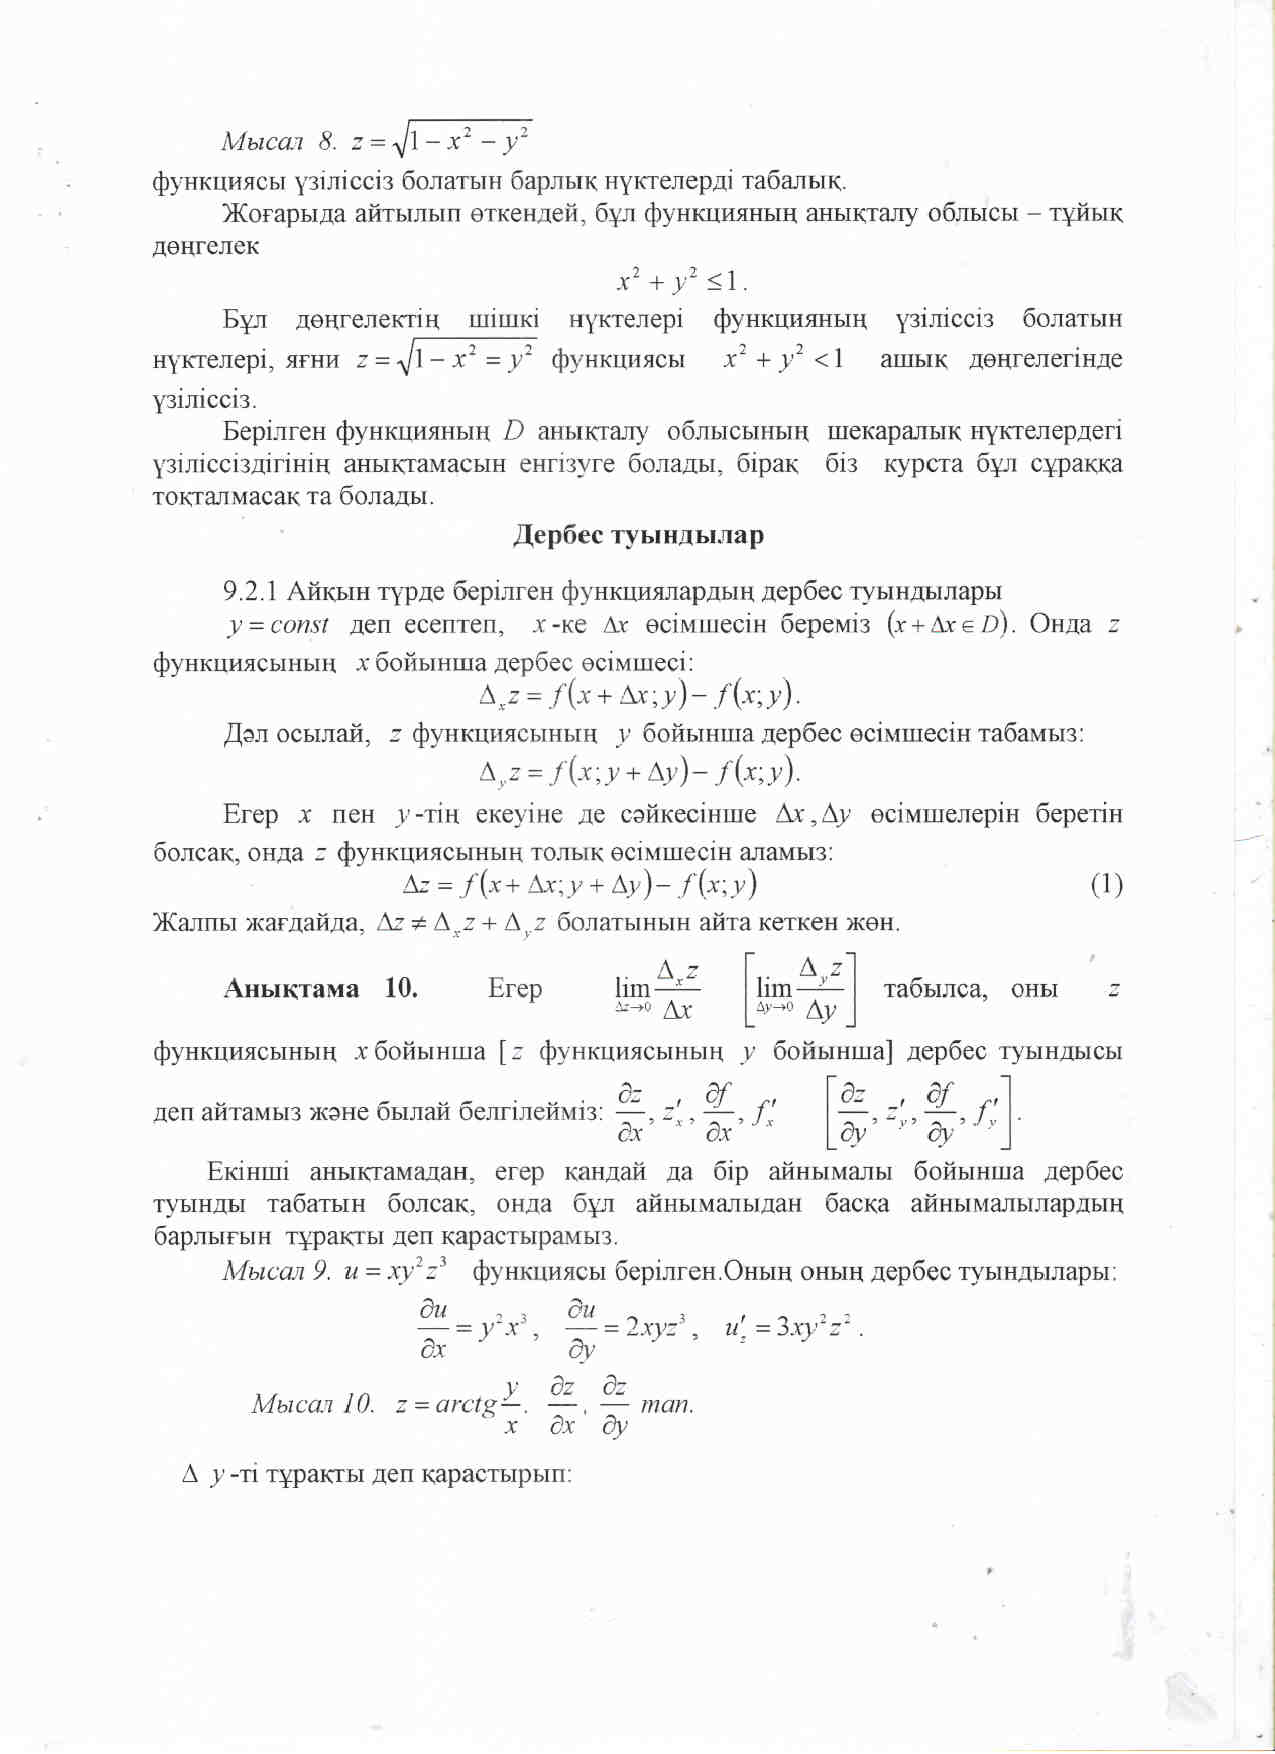 Мысал 8. z = √(1 − x² − y²)
функциясы үзіліссіз болатын барлық нүктелерді табалық.
Жоғарыда айтылып өткендей, бұл функцияның анықталу облысы – тұйық
дөңгелек
x² + y² ≤ 1.
Бұл дөңгелектің шішкі нүктелері функцияның үзіліссіз болатын
нүктелері, яғни z = √(1 − x² = y²) функциясы x² + y² < 1 ашық дөңгелегінде
үзіліссіз.
Берілген функцияның D анықталу облысының шекаралық нүктелердегі
үзіліссіздігінің анықтамасын енгізуге болады, бірақ біз курста бұл сұраққа
тоқталмасақ та болады.
Дербес туындылар
9.2.1 Айқын түрде берілген функциялардың дербес туындылары
y = const деп есептеп, x-ке Δx өсімшесін береміз (x + Δx ∈ D). Онда z
функциясының x бойынша дербес өсімшесі:
Δₓz = f(x + Δx; y) − f(x; y).
Дәл осылай, z функциясының y бойынша дербес өсімшесін табамыз:
Δ_y z = f(x; y + Δy) − f(x; y).
Егер x пен y-тің екеуіне де сәйкесінше Δx, Δy өсімшелерін беретін
болсақ, онда z функциясының толық өсімшесін аламыз:
Δz = f(x + Δx; y + Δy) − f(x; y) (1)
Жалпы жағдайда, Δz ≠ Δₓz + Δ_y z болатынын айта кеткен жөн.
Анықтама 10. Егер lim_{Δz→0} Δₓz/Δx [lim_{Δy→0} Δ_y z/Δy] табылса, оны z
функциясының x бойынша [z функциясының y бойынша] дербес туындысы
деп айтамыз және былай белгілейміз: ∂z/∂x, z′ₓ, ∂f/∂x, f′ₓ [∂z/∂y, z′_y, ∂f/∂y, f′_y].
Екінші анықтамадан, егер қандай да бір айнымалы бойынша дербес
туынды табатын болсақ, онда бұл айнымалыдан басқа айнымалылардың
барлығын тұрақты деп қарастырамыз.
Мысал 9. u = xy²z³ функциясы берілген.Оның оның дербес туындылары:
∂u/∂x = y²x³, ∂u/∂y = 2xyz³, u′_z = 3xy²z².
Мысал 10. z = arctg y/x. ∂z/∂x, ∂z/∂y тап.
Δ y-ті тұрақты деп қарастырып: